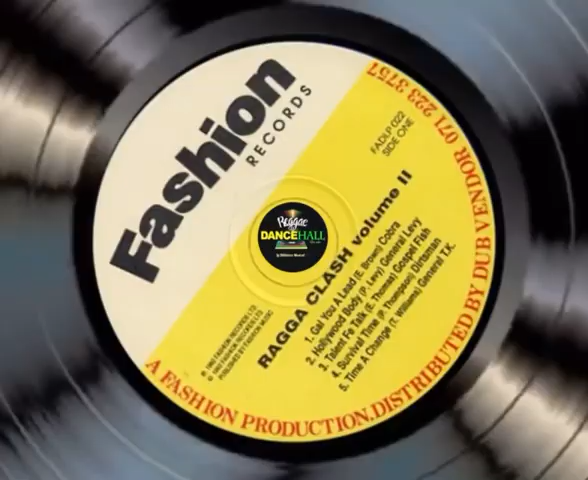 Fashion
RECORDS
FADLP 022
SIDE ONE
RAGGA CLASH volume II
1. Gal You A Lead (E. Brown) Cobra
2. Hollywood Body (P. Levy) General Levy
3. Talent Fe Talk (E. Thomas) Gospel Fish
4. Survival Time (P. Thompson) Dirtsman
5. Time A Change (T. Williams) General T.K.
A FASHION PRODUCTION.DISTRIBUTED BY DUB VENDOR 071 223 3757
Reggae
DANCEHALL